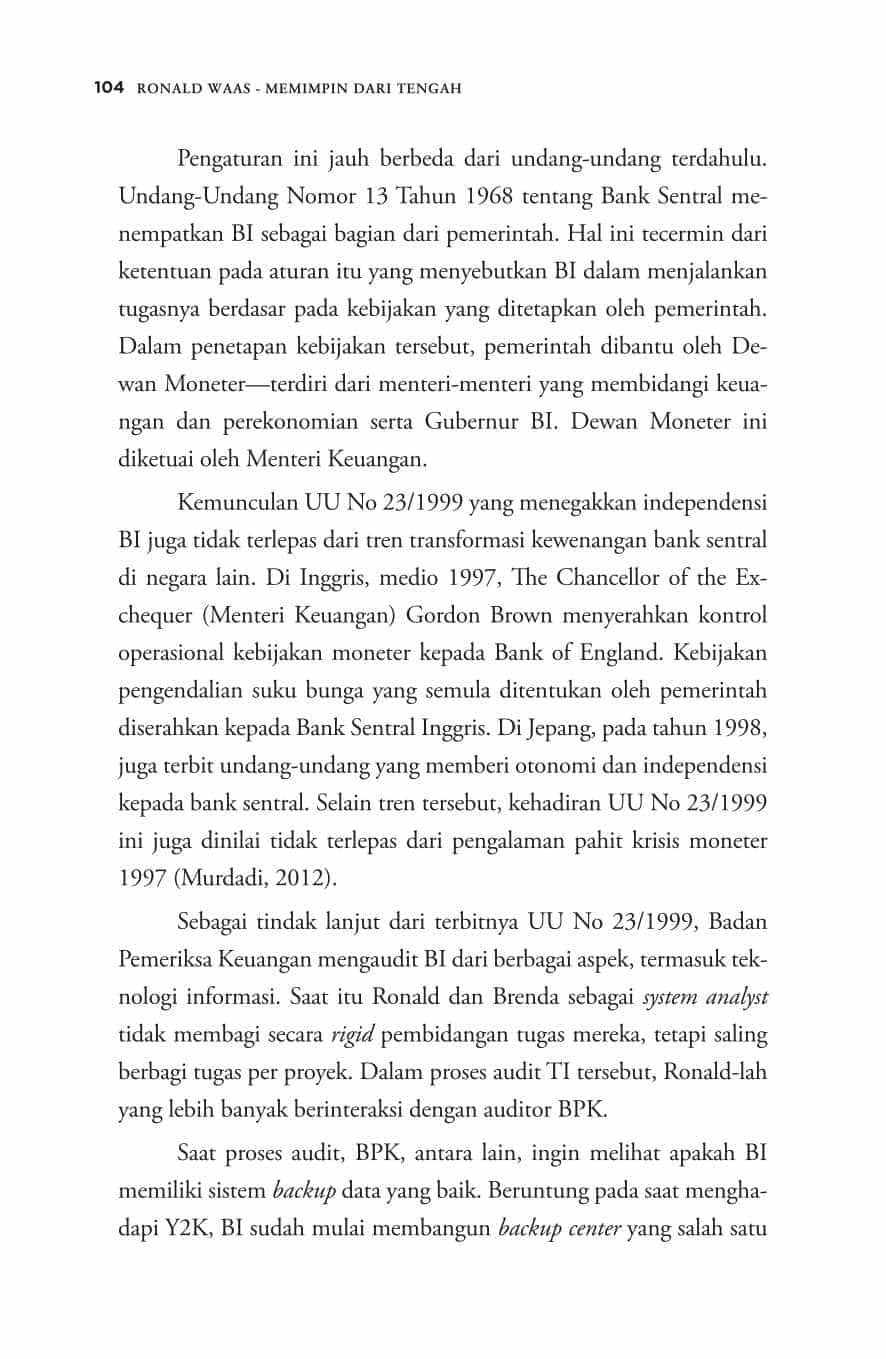 104 RONALD WAAS - MEMIMPIN DARI TENGAH
Pengaturan ini jauh berbeda dari undang-undang terdahulu.
Undang-Undang Nomor 13 Tahun 1968 tentang Bank Sentral me-
nempatkan BI sebagai bagian dari pemerintah. Hal ini tecermin dari
ketentuan pada aturan itu yang menyebutkan BI dalam menjalankan
tugasnya berdasar pada kebijakan yang ditetapkan oleh pemerintah.
Dalam penetapan kebijakan tersebut, pemerintah dibantu oleh De-
wan Moneter—terdiri dari menteri-menteri yang membidangi keua-
ngan dan perekonomian serta Gubernur BI. Dewan Moneter ini
diketuai oleh Menteri Keuangan.
Kemunculan UU No 23/1999 yang menegakkan independensi
BI juga tidak terlepas dari tren transformasi kewenangan bank sentral
di negara lain. Di Inggris, medio 1997, The Chancellor of the Ex-
chequer (Menteri Keuangan) Gordon Brown menyerahkan kontrol
operasional kebijakan moneter kepada Bank of England. Kebijakan
pengendalian suku bunga yang semula ditentukan oleh pemerintah
diserahkan kepada Bank Sentral Inggris. Di Jepang, pada tahun 1998,
juga terbit undang-undang yang memberi otonomi dan independensi
kepada bank sentral. Selain tren tersebut, kehadiran UU No 23/1999
ini juga dinilai tidak terlepas dari pengalaman pahit krisis moneter
1997 (Murdadi, 2012).
Sebagai tindak lanjut dari terbitnya UU No 23/1999, Badan
Pemeriksa Keuangan mengaudit BI dari berbagai aspek, termasuk tek-
nologi informasi. Saat itu Ronald dan Brenda sebagai system analyst
tidak membagi secara rigid pembidangan tugas mereka, tetapi saling
berbagi tugas per proyek. Dalam proses audit TI tersebut, Ronald-lah
yang lebih banyak berinteraksi dengan auditor BPK.
Saat proses audit, BPK, antara lain, ingin melihat apakah BI
memiliki sistem backup data yang baik. Beruntung pada saat mengha-
dapi Y2K, BI sudah mulai membangun backup center yang salah satu